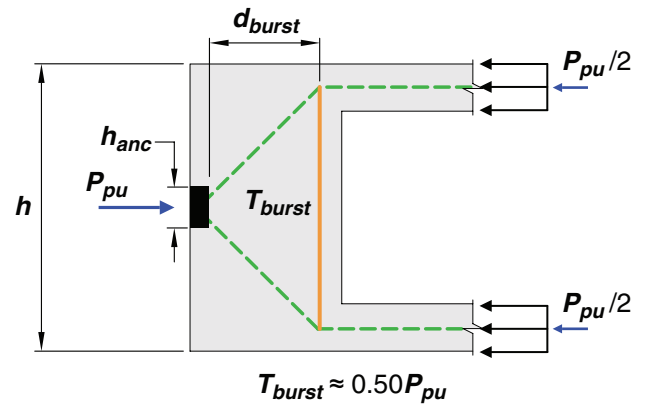 d_burst
P_pu/2
h_anc
P_pu
h
T_burst
P_pu/2
T_burst ≈ 0.50P_pu